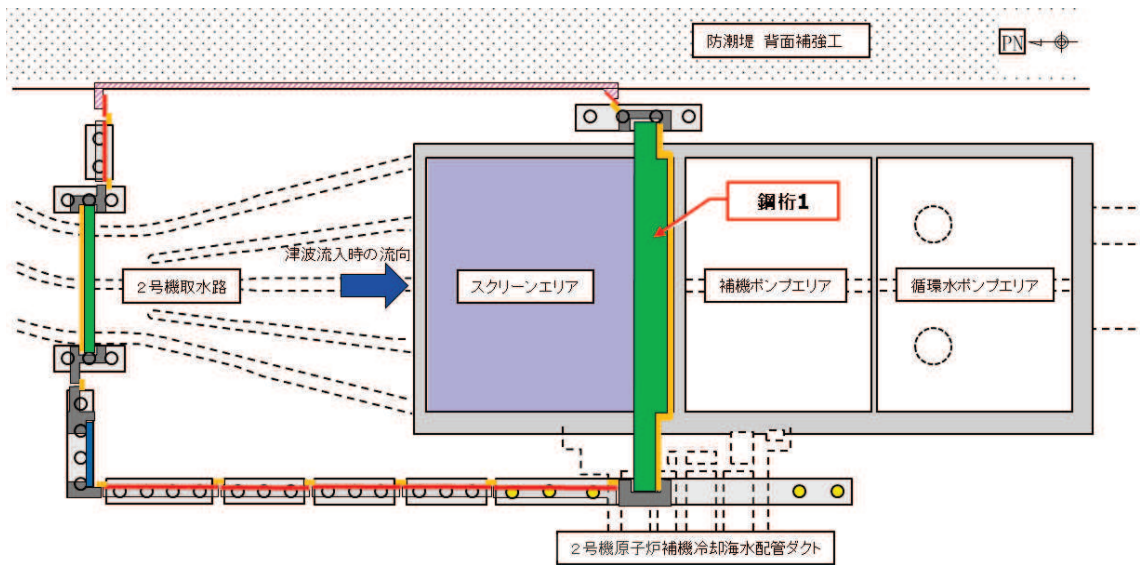 防潮堤 背面補強工
PN
鋼桁1
津波流入時の流向
2号機取水路
スクリーンエリア
補機ポンプエリア
循環水ポンプエリア
2号機原子炉補機冷却海水配管ダクト